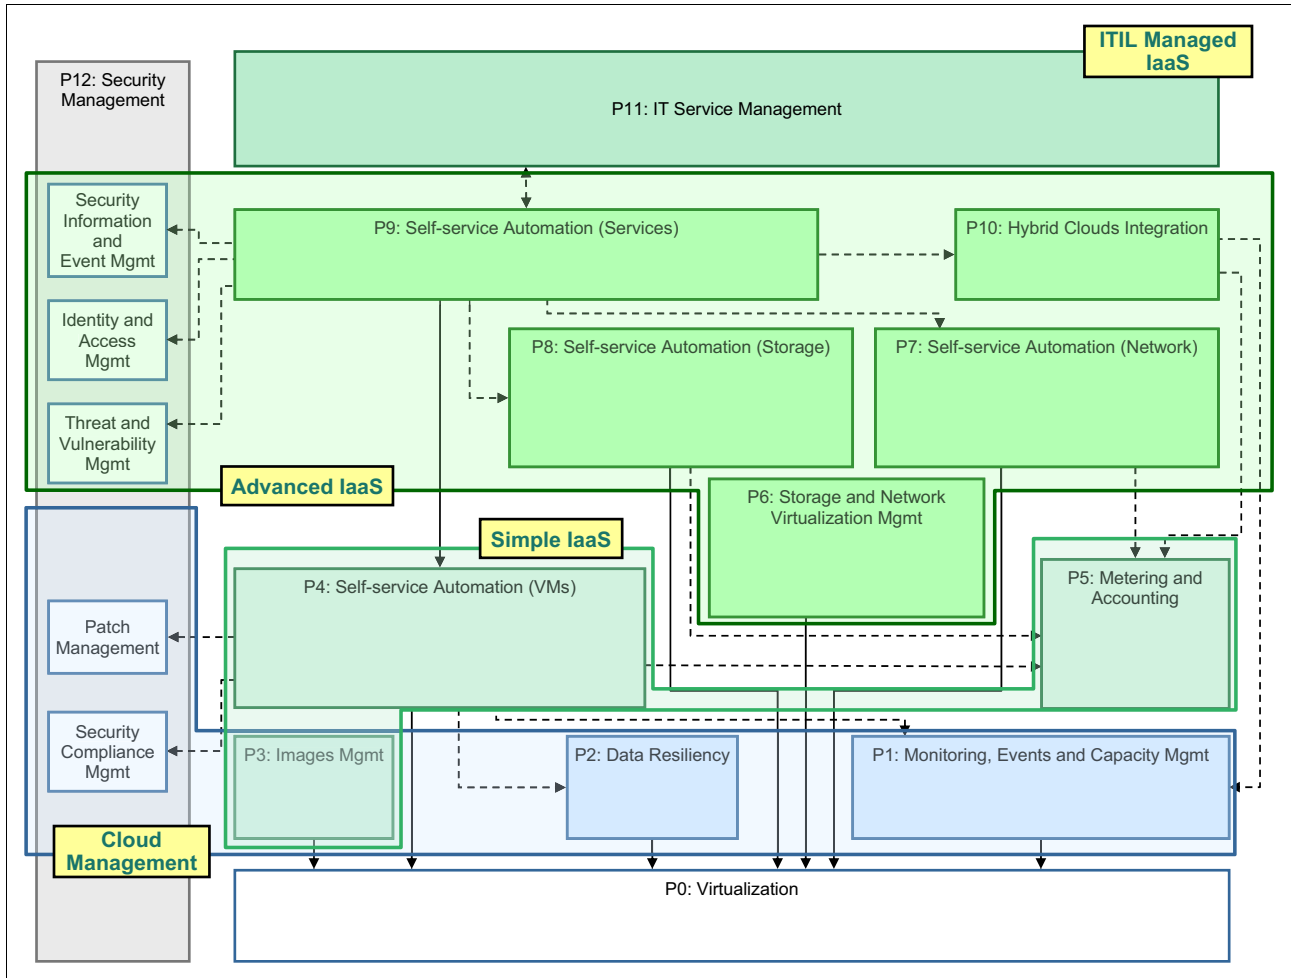 ITIL Managed
IaaS
P12: Security
Management
P11: IT Service Management
Security
Information
and
Event Mgmt
P9: Self-service Automation (Services)
P10: Hybrid Clouds Integration
Identity and
Access
Mgmt
P8: Self-service Automation (Storage)
P7: Self-service Automation (Network)
Threat and
Vulnerability
Mgmt
Advanced IaaS
P6: Storage and Network
Virtualization Mgmt
Simple IaaS
P4: Self-service Automation (VMs)
P5: Metering and
Accounting
Patch
Management
Security
Compliance
Mgmt
P3: Images Mgmt
P2: Data Resiliency
P1: Monitoring, Events and Capacity Mgmt
Cloud
Management
P0: Virtualization